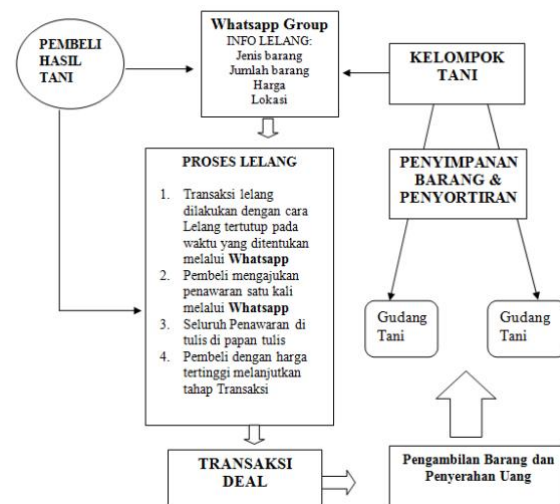 PEMBELI
HASIL
TANI
Whatsapp Group
INFO LELANG:
Jenis barang
Jumlah barang
Harga
Lokasi
KELOMPOK
TANI
PROSES LELANG
1. Transaksi lelang
dilakukan dengan cara
Lelang tertutup pada
waktu yang ditentukan
melalui Whatsapp
2. Pembeli mengajukan
penawaran satu kali
melalui Whatsapp
3. Seluruh Penawaran di
tulis di papan tulis
4. Pembeli dengan harga
tertinggi melanjutkan
tahap Transaksi
PENYIMPANAN
BARANG &
PENYORTIRAN
Gudang
Tani
Gudang
Tani
TRANSAKSI
DEAL
Pengambilan Barang dan
Penyerahan Uang